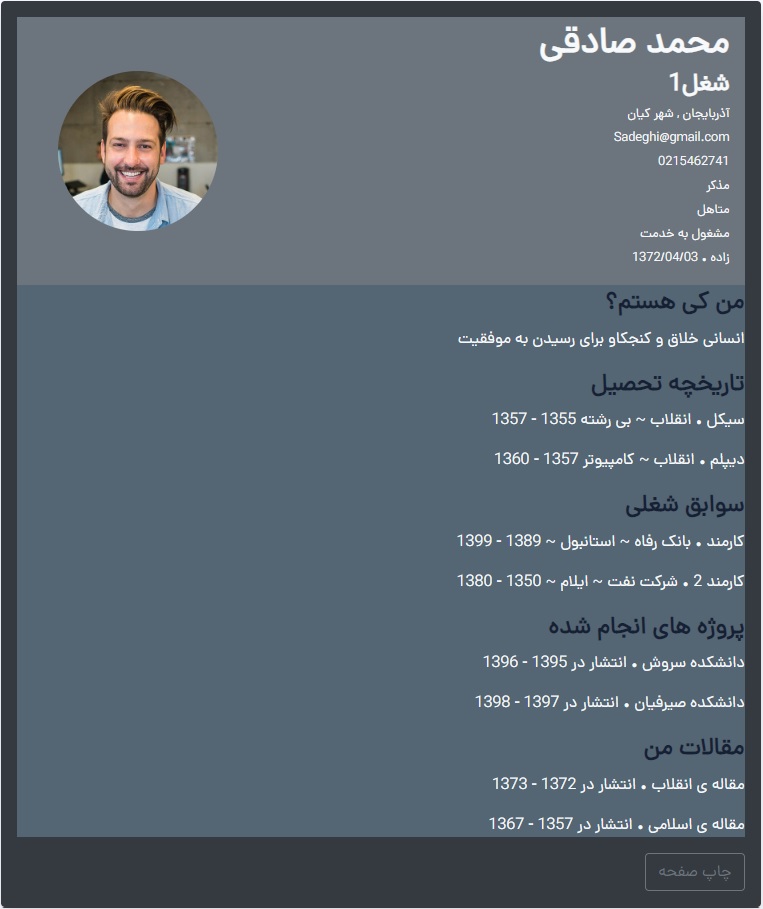 محمد صادقی
شغل1
آذربایجان , شهر کیان
Sadeghi@gmail.com
0215462741
مذکر
متاهل
مشغول به خدمت
زاده • 1372/04/03
من کی هستم؟
انسانی خلاق و کنجکاو برای رسیدن به موفقیت
تاریخچه تحصیل
سیکل • انقلاب ~ بی رشته 1355 - 1357
دیپلم • انقلاب ~ کامپیوتر 1357 - 1360
سوابق شغلی
کارمند • بانک رفاه ~ استانبول ~ 1389 - 1399
کارمند 2 • شرکت نفت ~ ایلام ~ 1350 - 1380
پروژه های انجام شده
دانشکده سروش • انتشار در 1395 - 1396
دانشکده صیرفیان • انتشار در 1397 - 1398
مقالات من
مقاله ی انقلاب • انتشار در 1372 - 1373
مقاله ی اسلامی • انتشار در 1357 - 1367
چاپ صفحه